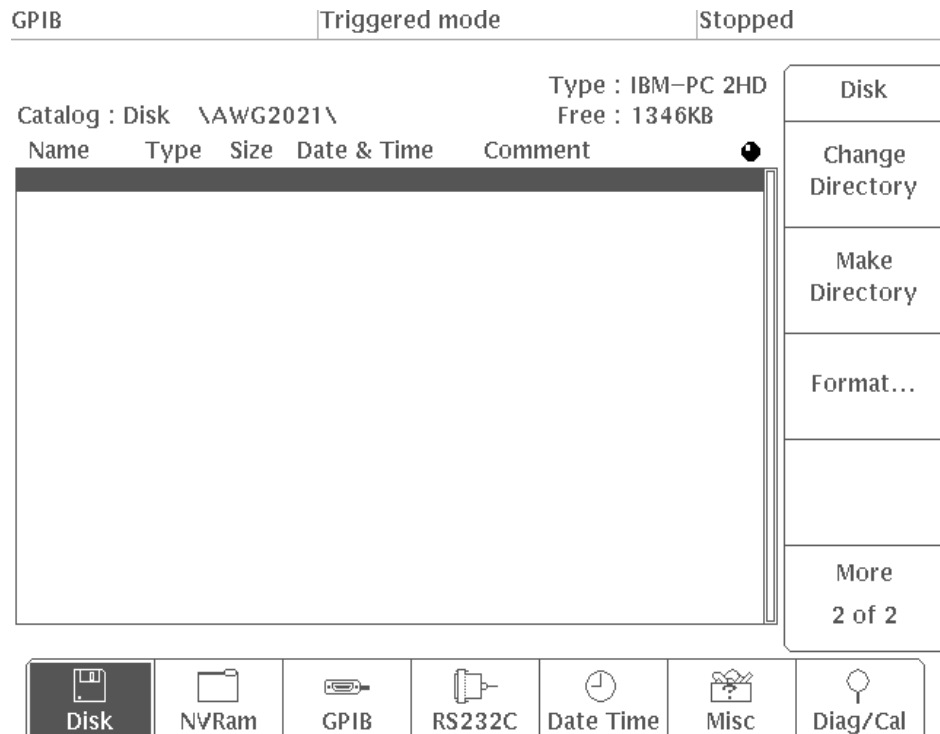 GPIB Triggered mode Stopped
Type : IBM-PC 2HD
Catalog : Disk \AWG2021\ Free : 1346KB
Name Type Size Date & Time Comment
Disk
Change
Directory
Make
Directory
Format...
More
2 of 2
Disk NVRam GPIB RS232C Date Time Misc Diag/Cal